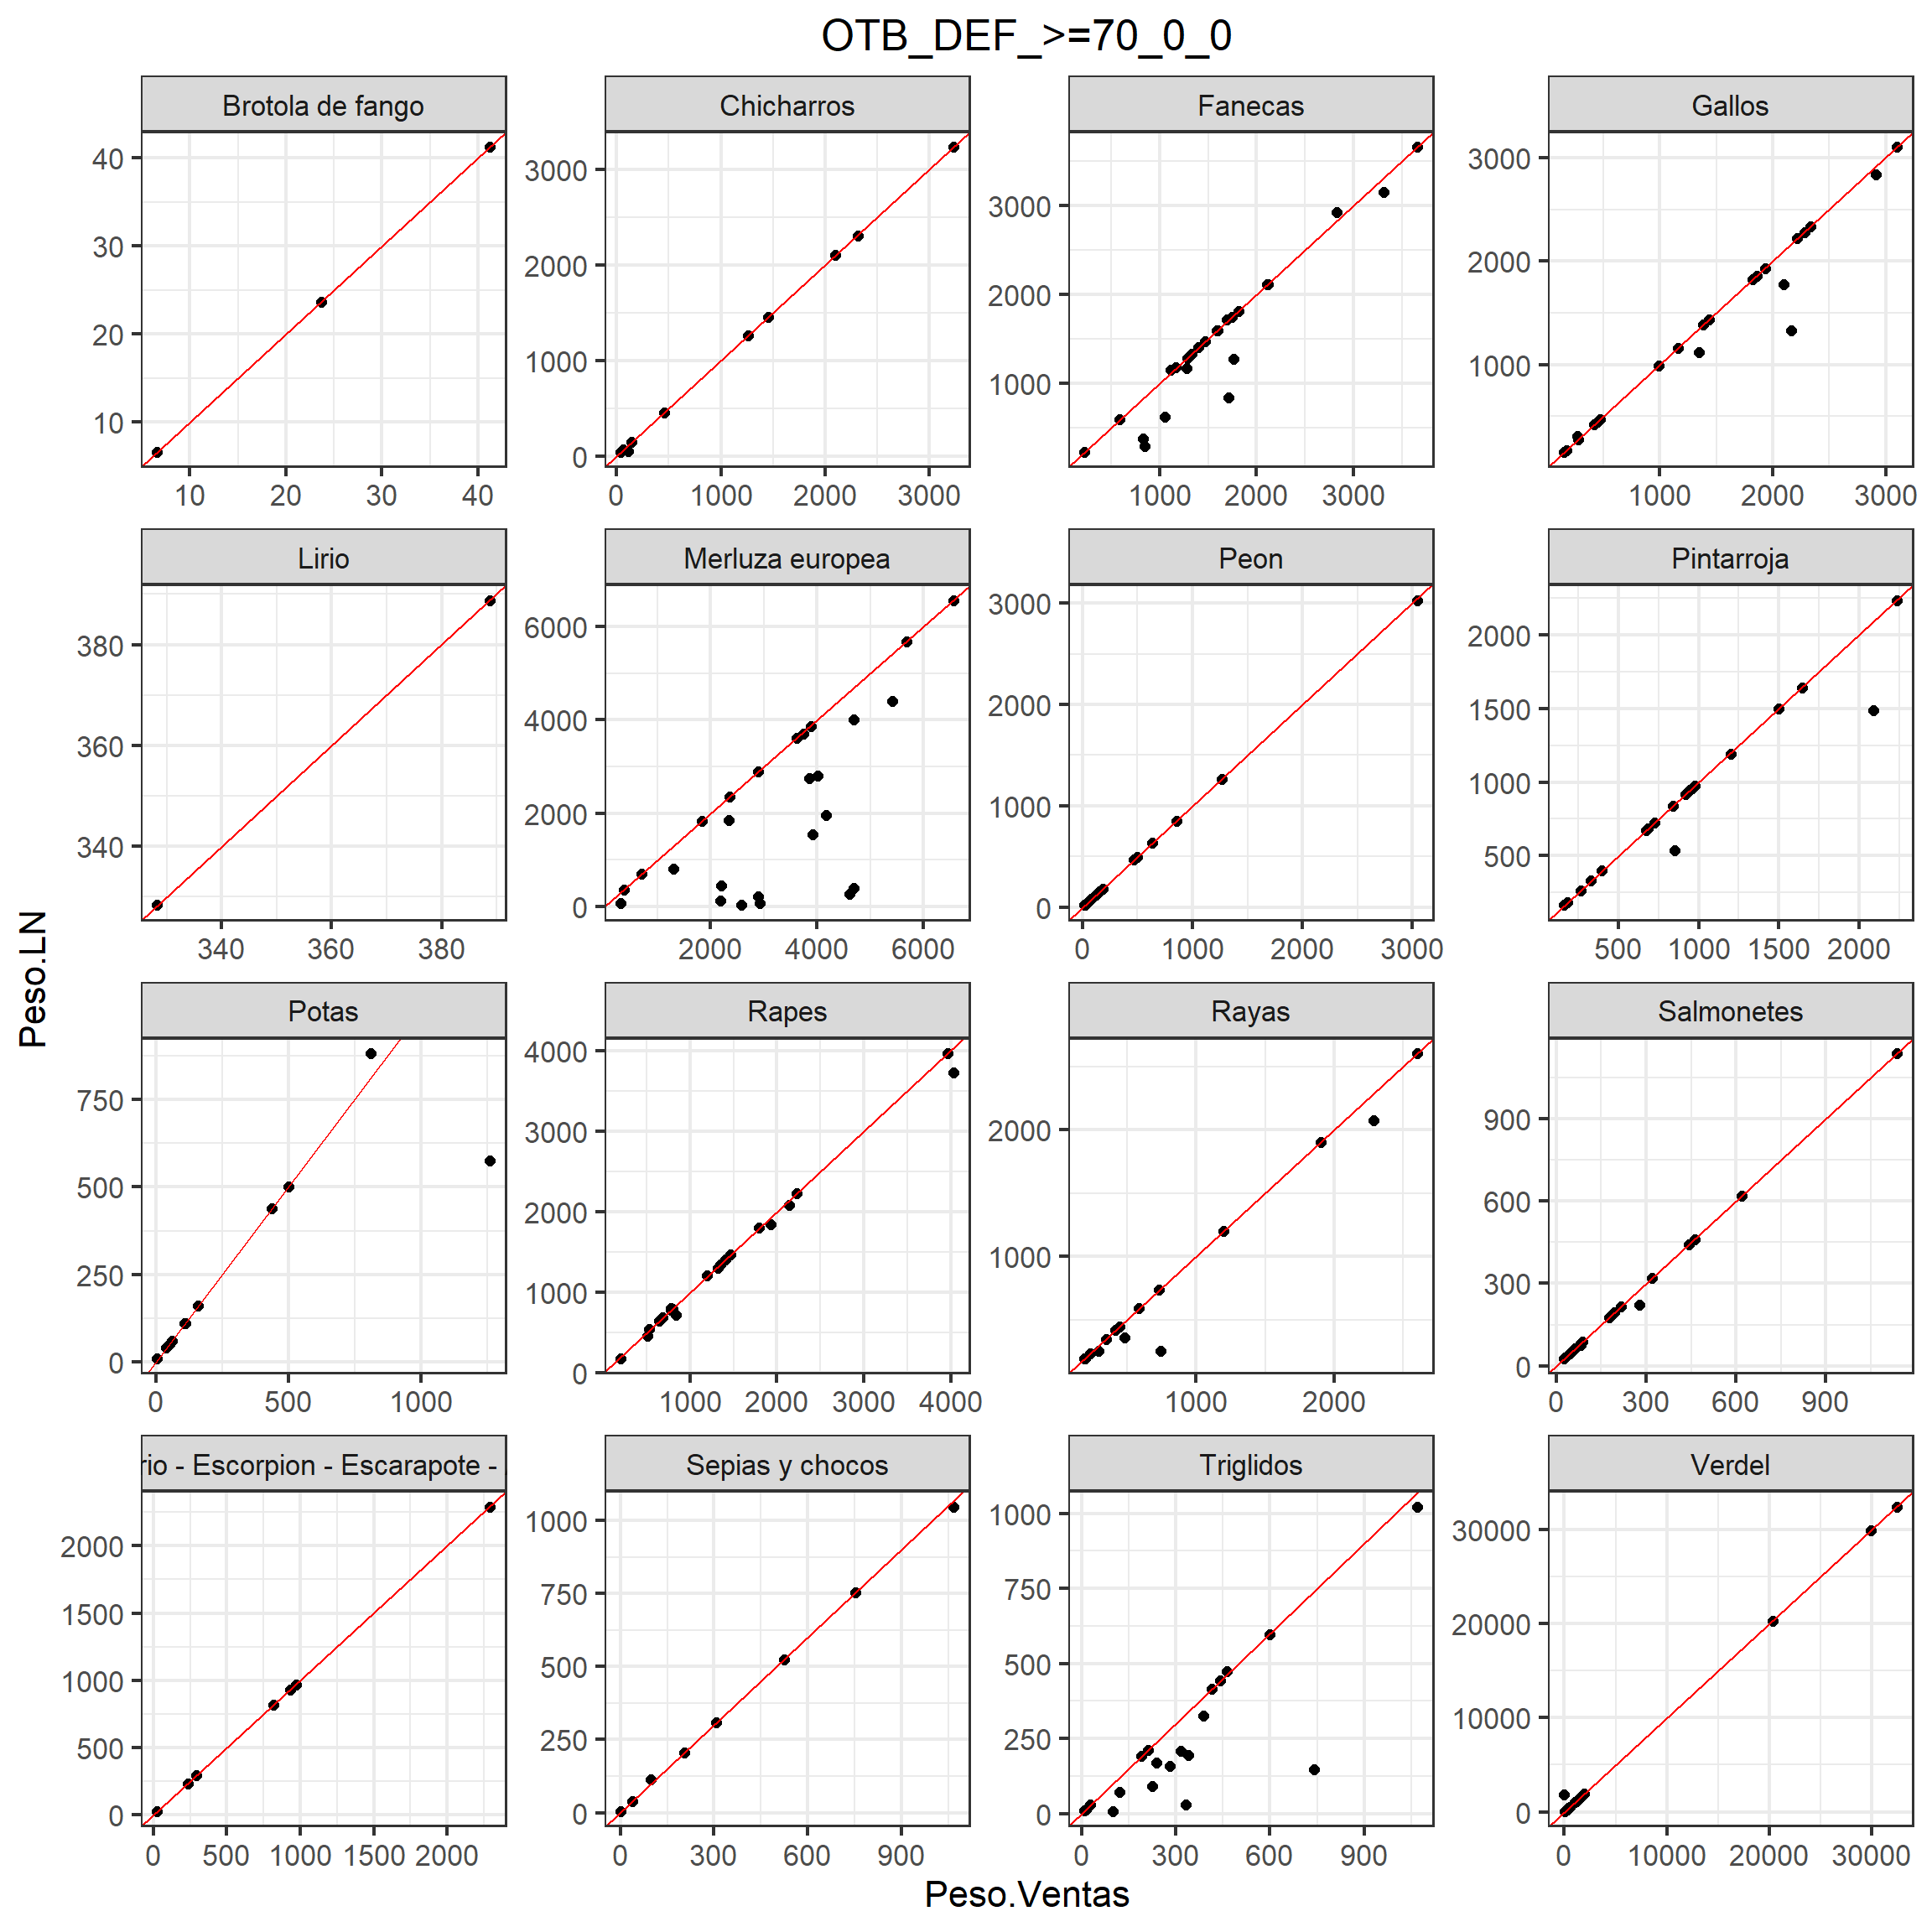 OTB_DEF_>=70_0_0
Brotola de fango
Chicharros
Fanecas
Gallos
40
30
20
10
10 20 30 40
3000
2000
1000
0
0 1000 2000 3000
3000
2000
1000
1000 2000 3000
3000
2000
1000
1000 2000 3000
Lirio
Merluza europea
Peon
Pintarroja
380
360
340
340 360 380
6000
4000
2000
0
2000 4000 6000
3000
2000
1000
0
0 1000 2000 3000
2000
1500
1000
500
500 1000 1500 2000
Peso.LN
Potas
Rapes
Rayas
Salmonetes
750
500
250
0
0 500 1000
4000
3000
2000
1000
0
1000 2000 3000 4000
2000
1000
1000 2000
900
600
300
0
0 300 600 900
rio - Escorpion - Escarapote -
Sepias y chocos
Triglidos
Verdel
2000
1500
1000
500
0
0 500 1000 1500 2000
1000
750
500
250
0
0 300 600 900
1000
750
500
250
0
0 300 600 900
30000
20000
10000
0
0 10000 20000 30000
Peso.Ventas